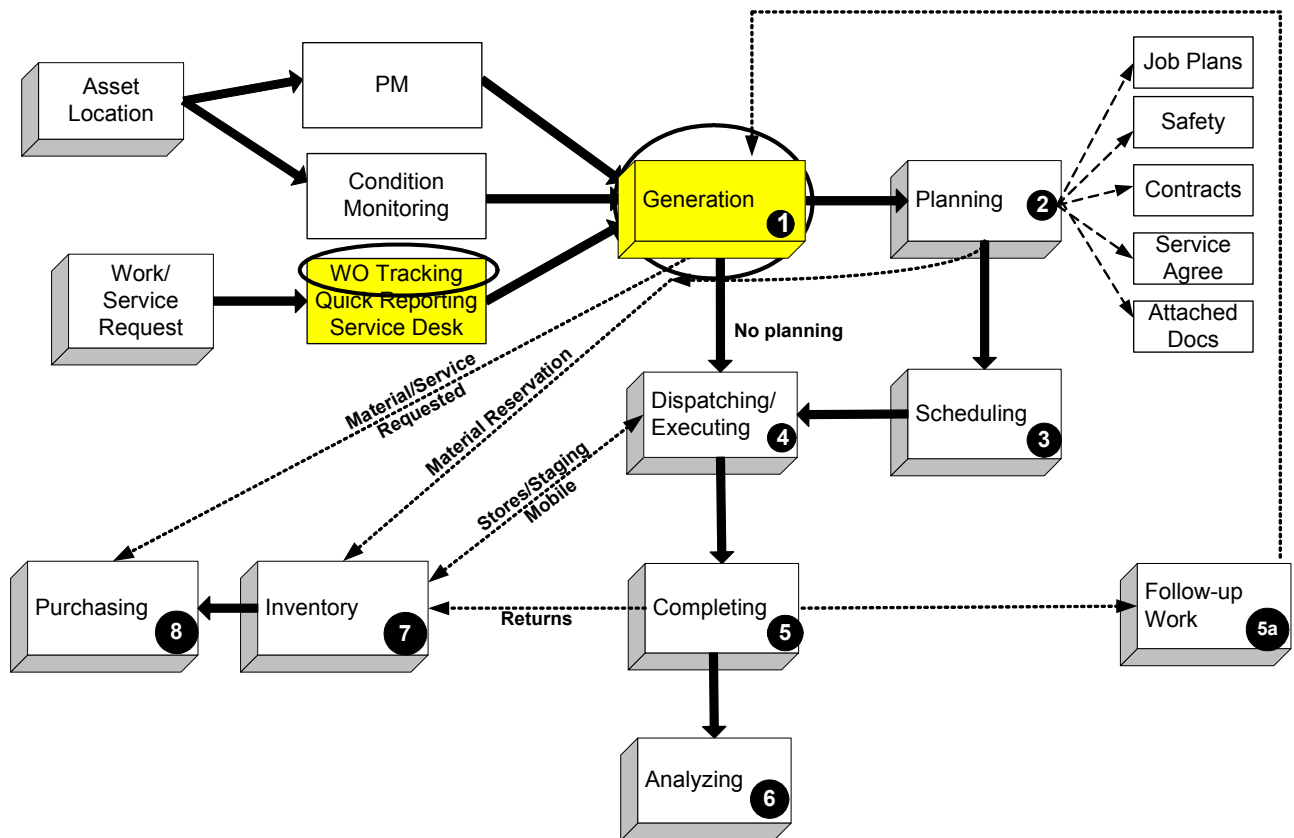 Asset
Location
PM
Condition
Monitoring
Work/
Service
Request
WO Tracking
Quick Reporting
Service Desk
Generation
1
Planning
2
Job Plans
Safety
Contracts
Service
Agree
Attached
Docs
No planning
Material/Service
Requested
Material Reservation
Stores/Staging
Mobile
Dispatching/
Executing
4
Scheduling
3
Purchasing
8
Inventory
7
Returns
Completing
5
Follow-up
Work
5a
Analyzing
6